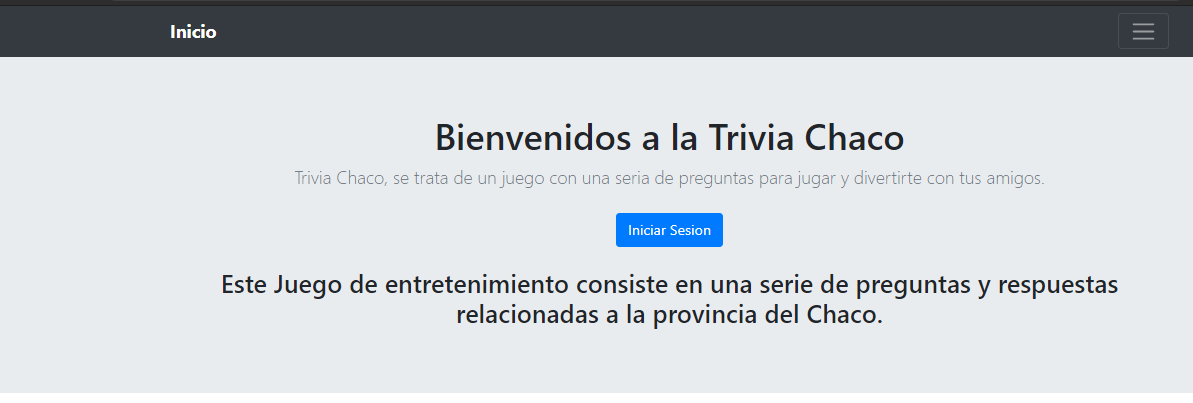 Inicio
Bienvenidos a la Trivia Chaco
Trivia Chaco, se trata de un juego con una seria de preguntas para jugar y divertirte con tus amigos.
Iniciar Sesion
Este Juego de entretenimiento consiste en una serie de preguntas y respuestas
relacionadas a la provincia del Chaco.